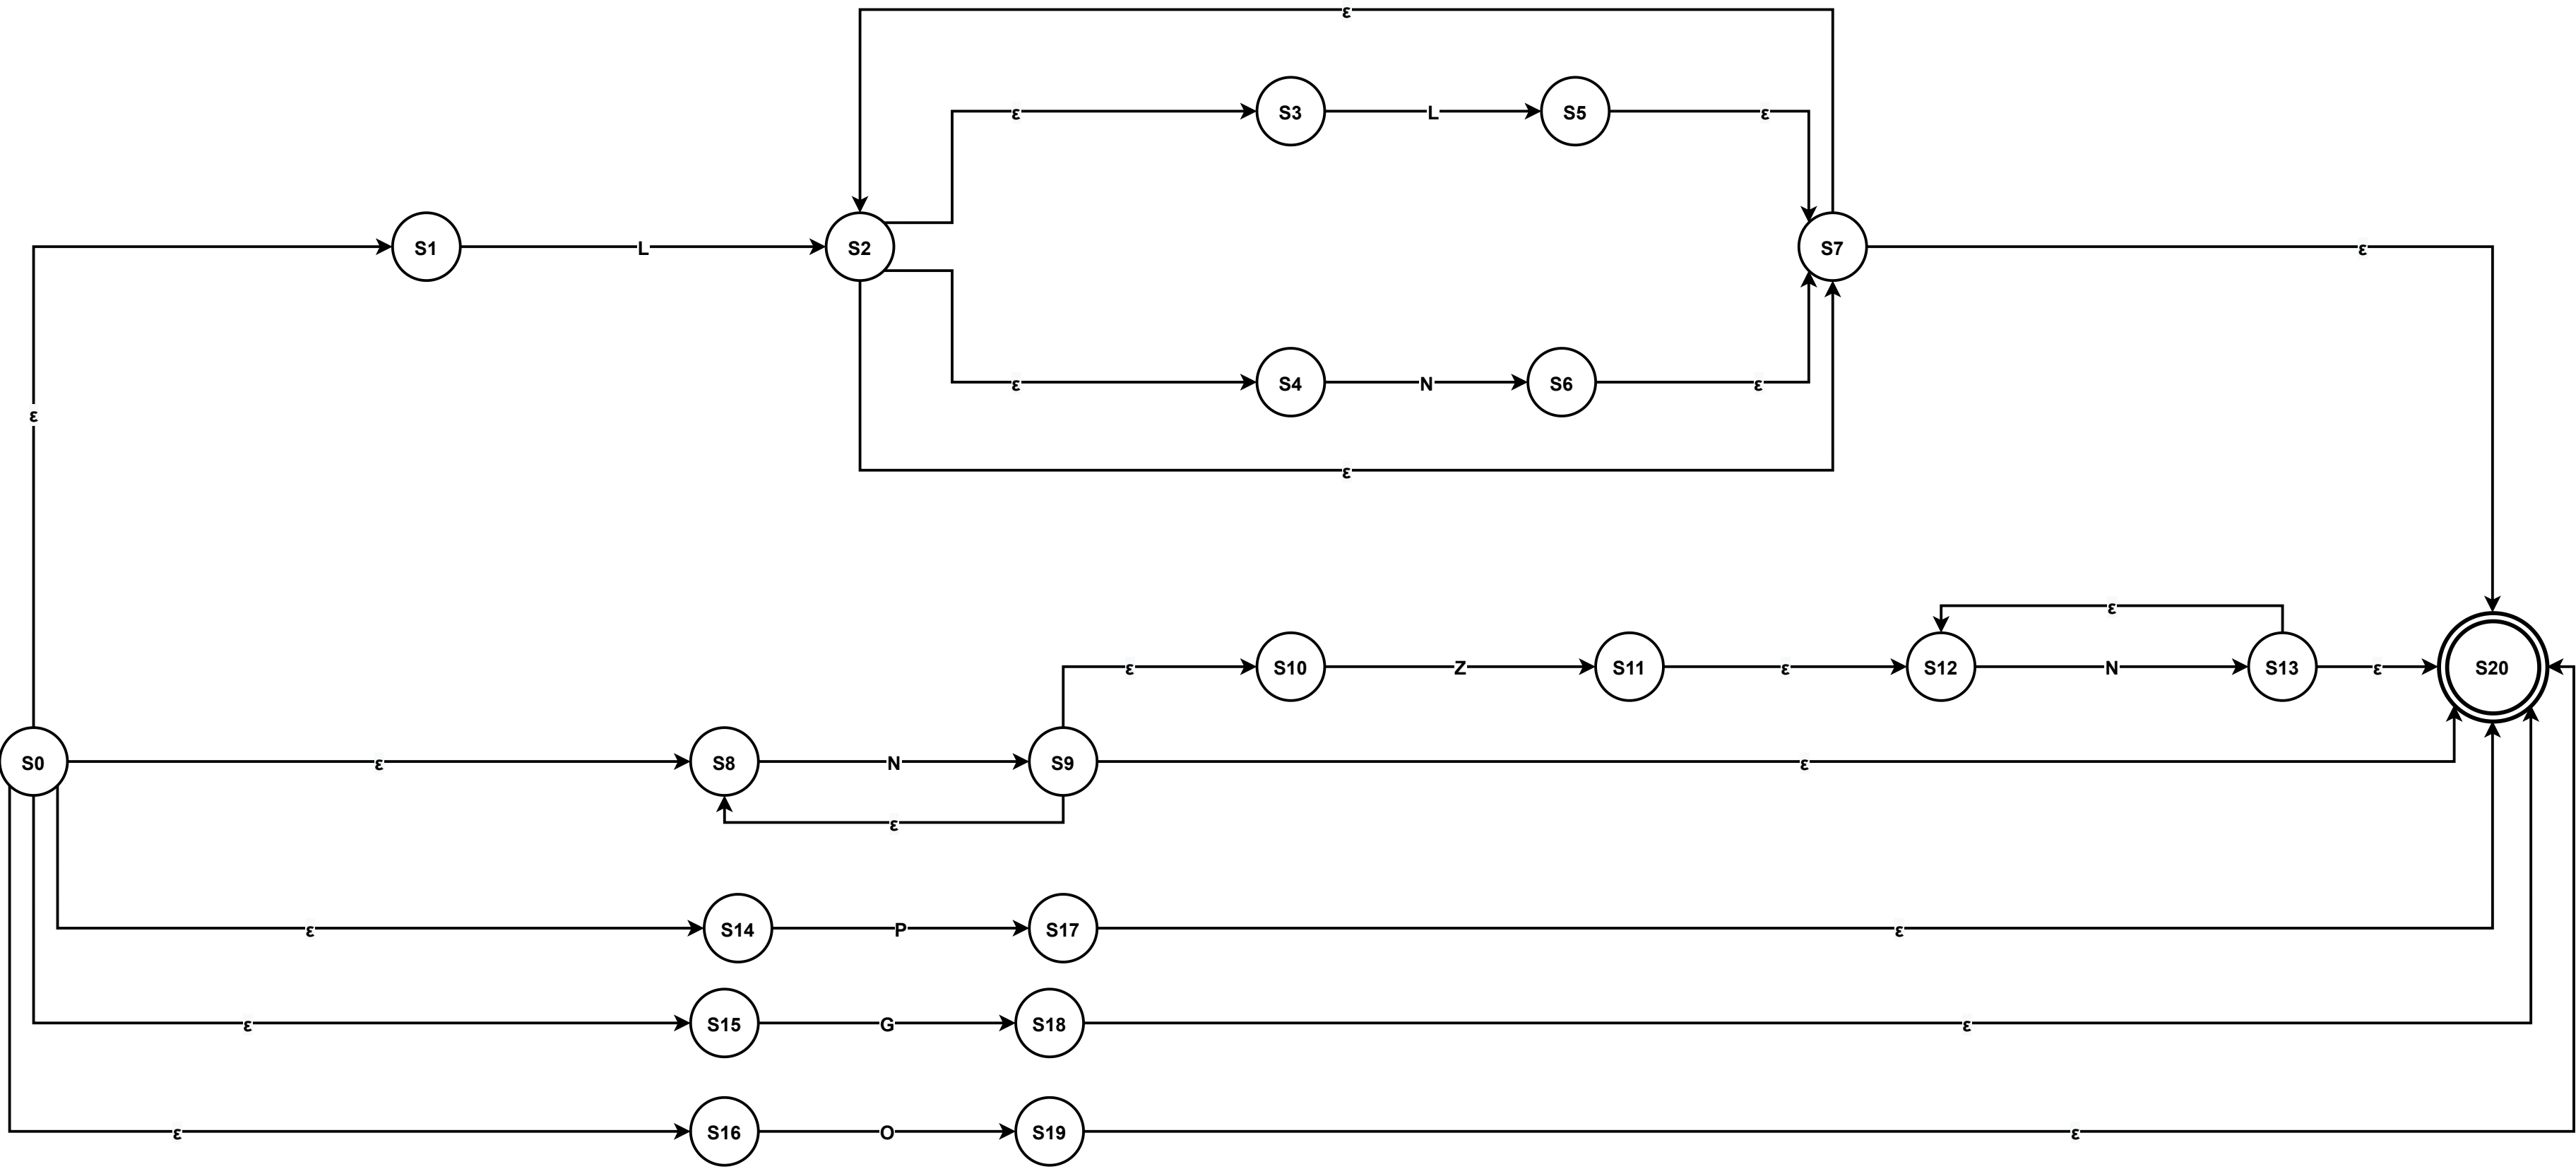 ε
ε S3 L S5 ε
S1 L S2 S7 ε
ε S4 N S6 ε
ε
ε
ε
ε S10 Z S11 ε S12 N S13 ε S20
S0 ε S8 N S9 ε
ε
ε S14 P S17 ε
ε S15 G S18 ε
ε S16 O S19 ε